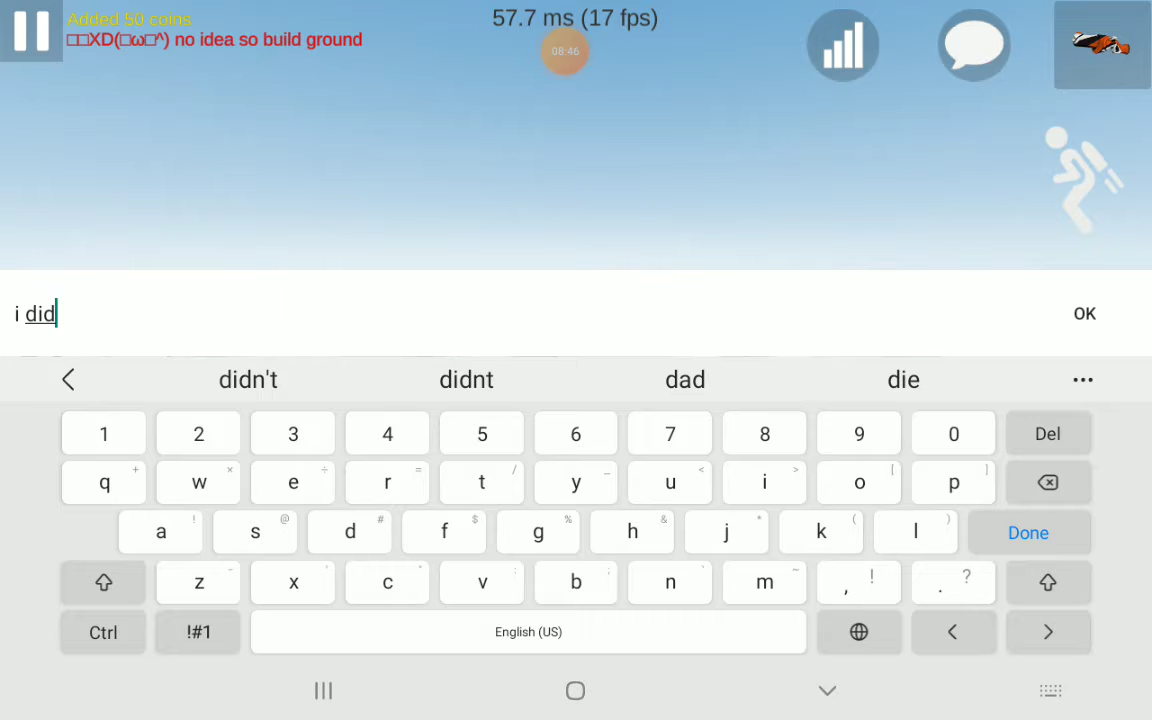 Added 50 coins
57.7 ms (17 fps)
□□XD(□ω□^) no idea so build ground
08:46
i did
OK
didn't didnt dad die
1 2 3 4 5 6 7 8 9 0 Del
q + w × e ÷ r = t / y _ u < i > o [ p ]
a ! s @ d # f $ g % h & j * k ( l ) Done
z - x ' c " v : b ; n ` m ~ , ! . ?
Ctrl !#1 English (US) < >